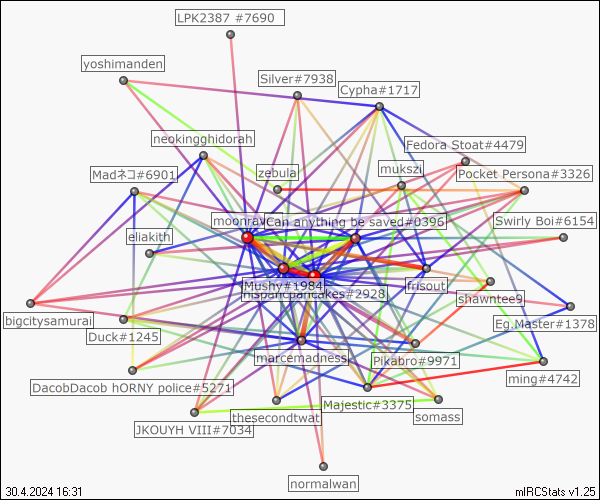 LPK2387 #7690
yoshimanden
Silver#7938
Cypha#1717
neokingghidorah
Fedora Stoat#4479
zebula
mukszi
Pocket Persona#3326
Madネコ#6901
moonrave
Can anything be saved#0396
Swirly Boi#6154
eliakith
Mushy#1984
frisout
hispanicpancakes#2928
shawntee9
bigcitysamurai
Eg.Master#1378
Duck#1245
marcemadness
Pikabro#9971
DacobDacob hORNY police#5271
ming#4742
Majestic#3375
thesecondtwat
somass
JKOUYH VIII#7034
normalwan
30.4.2024 16:31
mIRCStats v1.25